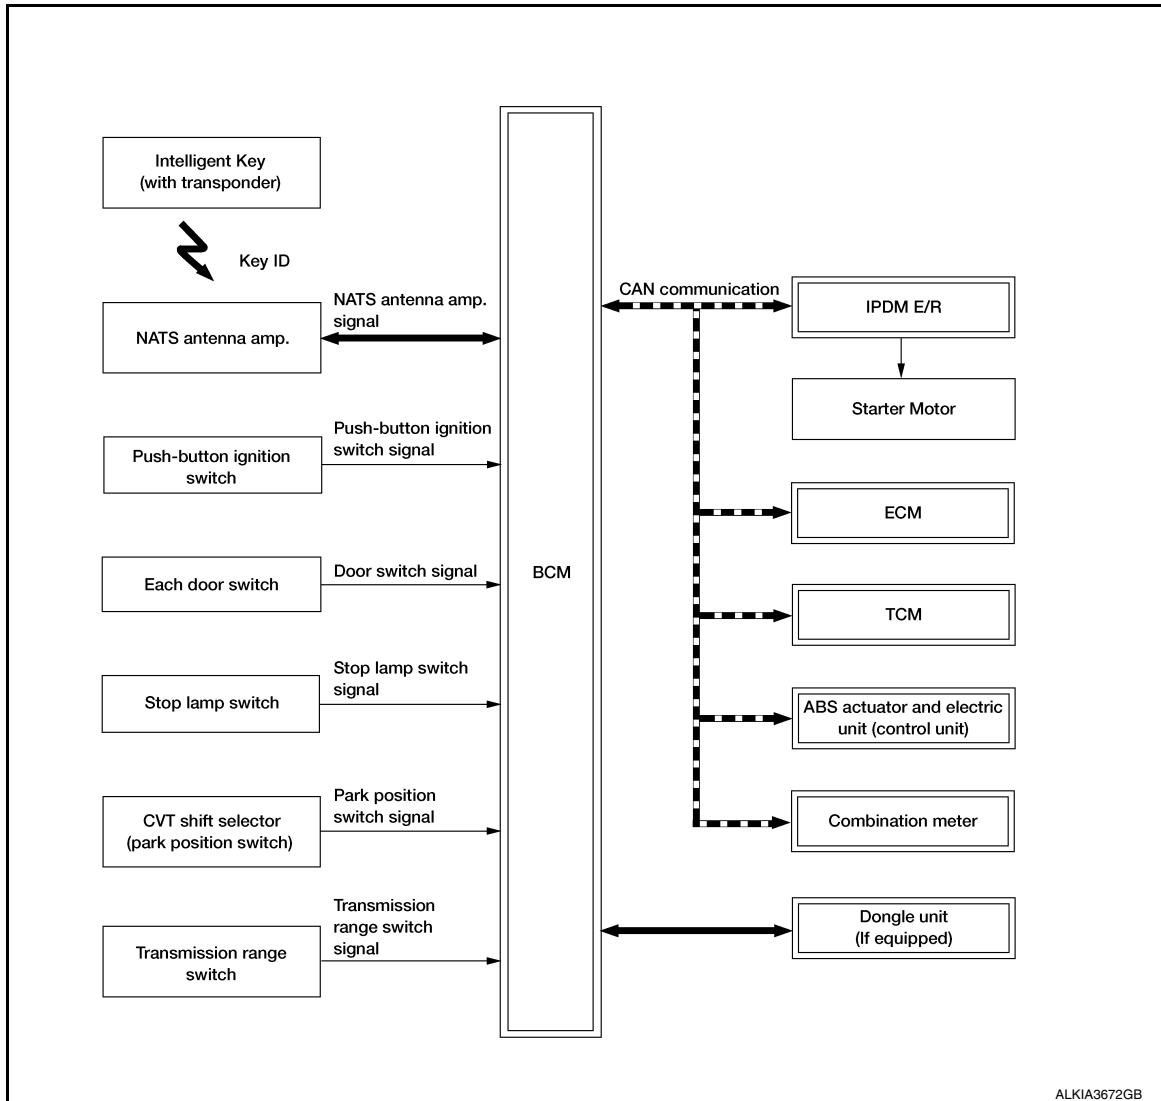 Intelligent Key
(with transponder)
Key ID
NATS antenna amp.
NATS antenna amp.
signal
Push-button ignition
switch
Push-button ignition
switch signal
Each door switch
Door switch signal
Stop lamp switch
Stop lamp switch
signal
CVT shift selector
(park position switch)
Park position
switch signal
Transmission range
switch
Transmission
range switch
signal
BCM
CAN communication
IPDM E/R
Starter Motor
ECM
TCM
ABS actuator and electric
unit (control unit)
Combination meter
Dongle unit
(If equipped)
ALKIA3672GB